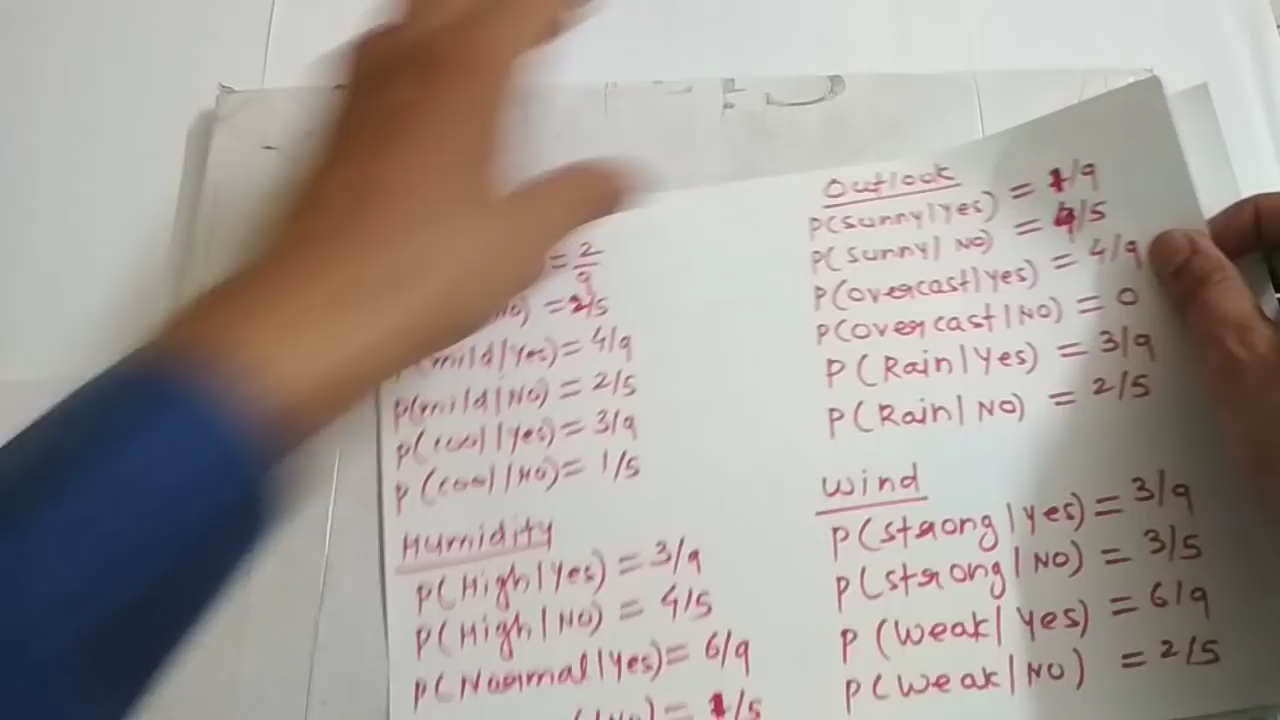 = 2/9
= 2/5
P(mild|Yes) = 4/9
P(mild|NO) = 2/5
P(cool|Yes) = 3/9
P(cool|NO) = 1/5
Humidity
P(High|Yes) = 3/9
P(High|NO) = 4/5
P(Normal|Yes) = 6/9
= 1/5
Outlook
P(sunny|Yes) = 1/9
P(sunny|NO) = /5
P(overcast|Yes) = 4/9
P(overcast|NO) = 0
P(Rain|Yes) = 3/9
P(Rain|NO) = 2/5
Wind
P(strong|Yes) = 3/9
P(strong|NO) = 3/5
P(Weak|Yes) = 6/9
P(Weak|NO) = 2/5